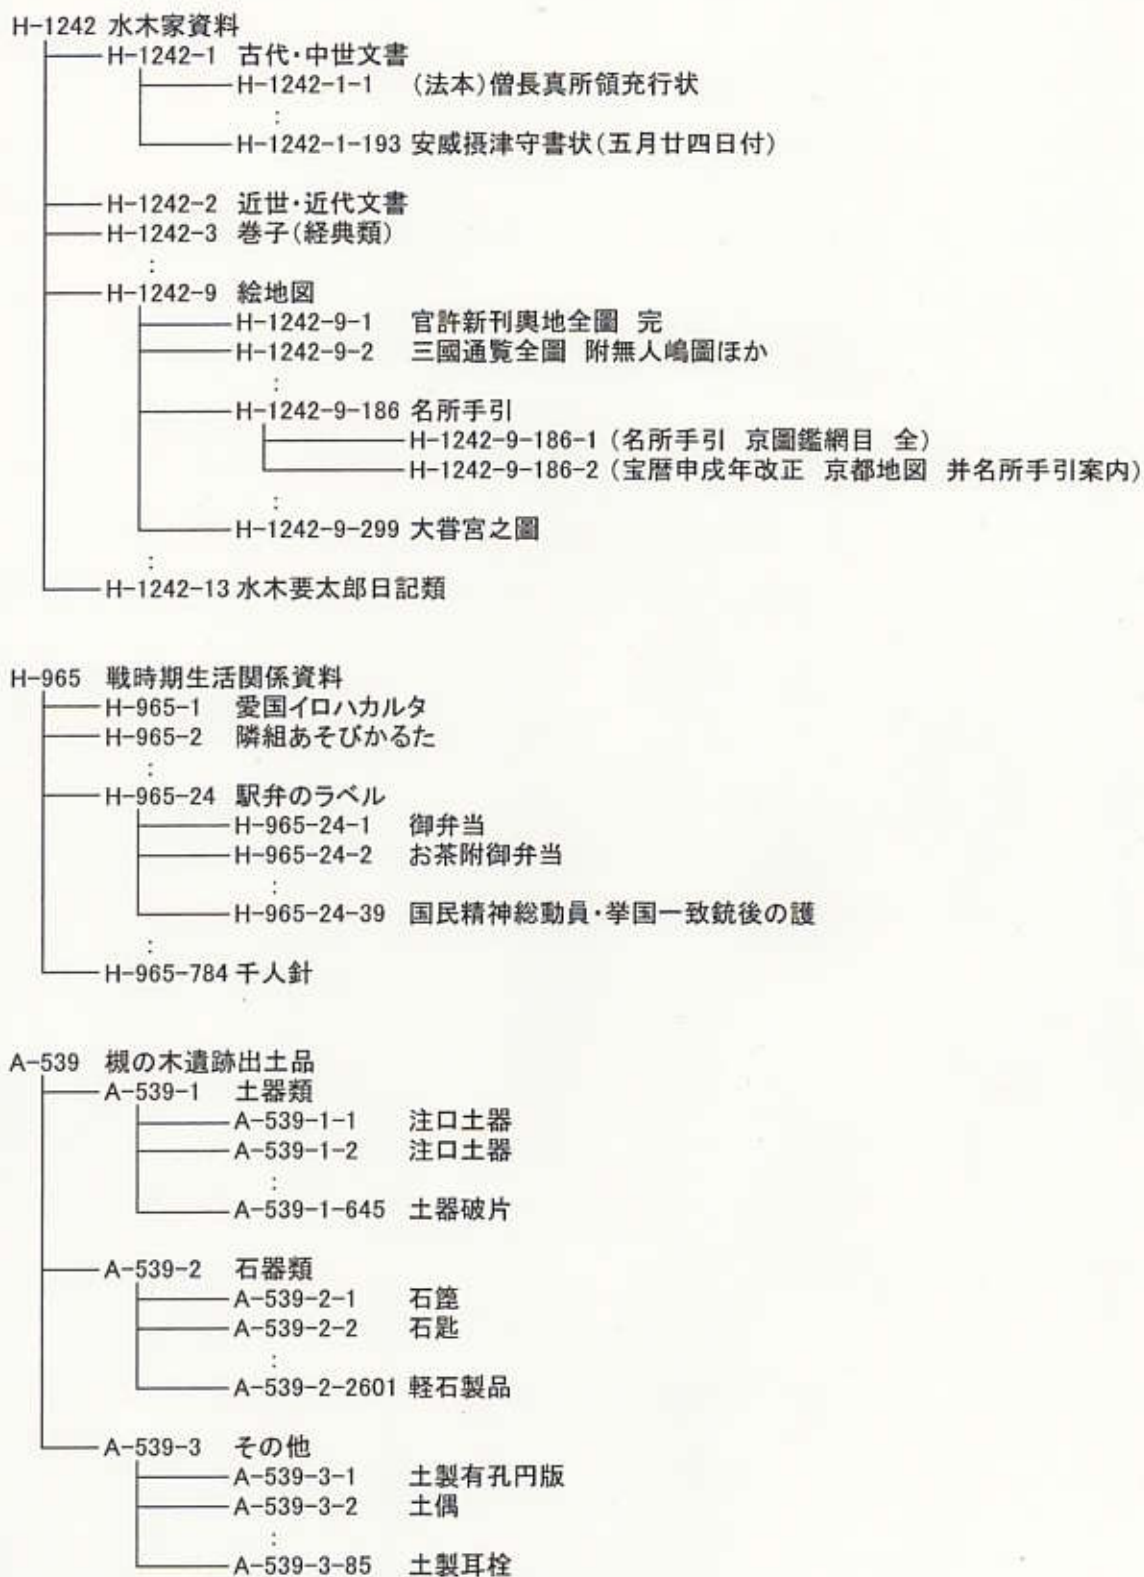 H-1242 水木家資料
H-1242-1 古代・中世文書
H-1242-1-1 (法本)僧長真所領充行状
:
H-1242-1-193 安威摂津守書状(五月廿四日付)
H-1242-2 近世・近代文書
H-1242-3 巻子(経典類)
:
H-1242-9 絵地図
H-1242-9-1 官許新刊輿地全圖 完
H-1242-9-2 三國通覧全圖 附無人嶋圖ほか
:
H-1242-9-186 名所手引
H-1242-9-186-1 (名所手引 京圖鑑網目 全)
H-1242-9-186-2 (宝暦申戌年改正 京都地図 并名所手引案内)
:
H-1242-9-299 大甞宮之圖
:
H-1242-13 水木要太郎日記類
H-965 戦時期生活関係資料
H-965-1 愛国イロハカルタ
H-965-2 隣組あそびかるた
:
H-965-24 駅弁のラベル
H-965-24-1 御弁当
H-965-24-2 お茶附御弁当
:
H-965-24-39 国民精神総動員・挙国一致銃後の護
:
H-965-784 千人針
A-539 槻の木遺跡出土品
A-539-1 土器類
A-539-1-1 注口土器
A-539-1-2 注口土器
:
A-539-1-645 土器破片
A-539-2 石器類
A-539-2-1 石篦
A-539-2-2 石匙
:
A-539-2-2601 軽石製品
A-539-3 その他
A-539-3-1 土製有孔円版
A-539-3-2 土偶
:
A-539-3-85 土製耳栓